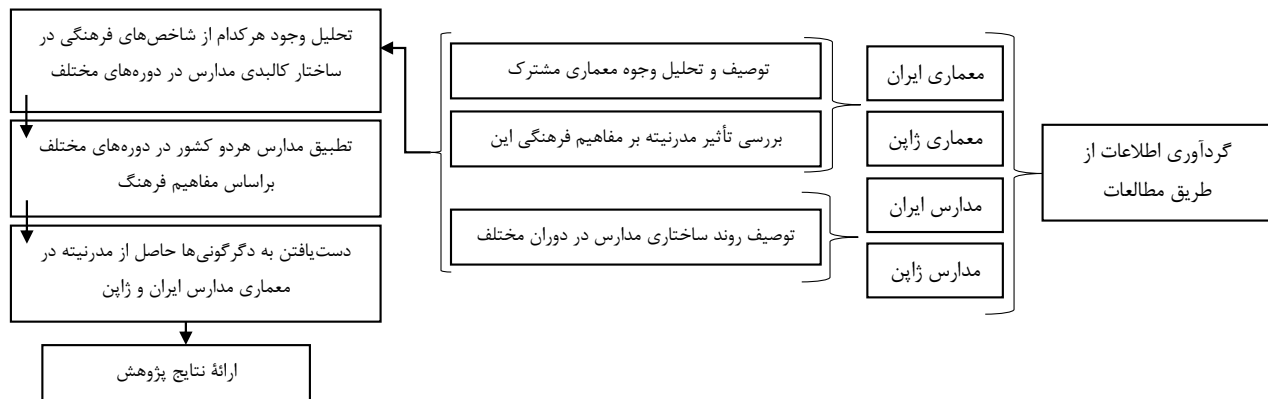 گردآوری اطلاعات از
طریق مطالعات
معماری ایران
معماری ژاپن
مدارس ایران
مدارس ژاپن
توصیف و تحلیل وجوه معماری مشترک
بررسی تأثیر مدرنیته بر مفاهیم فرهنگی این
توصیف روند ساختاری مدارس در دوران مختلف
تحلیل وجود هرکدام از شاخص‌های فرهنگی در
ساختار کالبدی مدارس در دوره‌های مختلف
تطبیق مدارس هردو کشور در دوره‌های مختلف
براساس مفاهیم فرهنگ
دست‌یافتن به دگرگونی‌ها حاصل از مدرنیته در
معماری مدارس ایران و ژاپن
ارائهٔ نتایج پژوهش